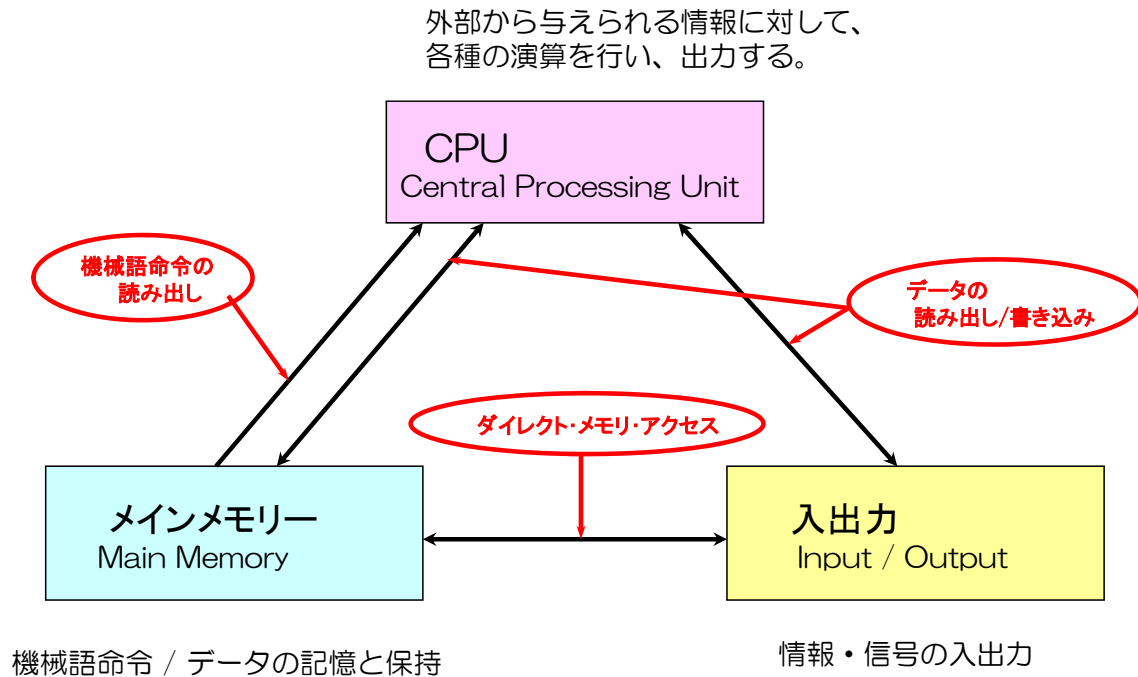 外部から与えられる情報に対して、
各種の演算を行い、出力する。
CPU
Central Processing Unit
機械語命令の
読み出し
データの
読み出し/書き込み
ダイレクト・メモリ・アクセス
メインメモリー
Main Memory
入出力
Input / Output
機械語命令 / データの記憶と保持
情報・信号の入出力